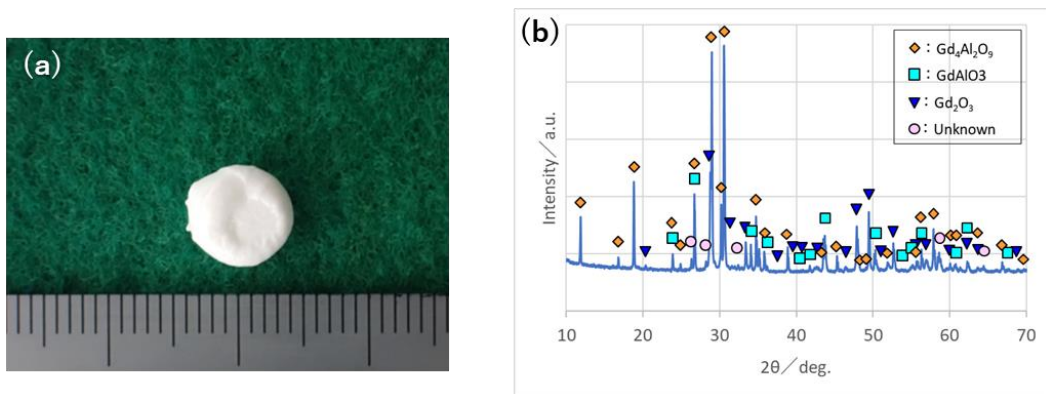 (a)
(b)
Intensity／a.u.
◇：Gd₄Al₂O₉
□：GdAlO3
▼：Gd₂O₃
○：Unknown
10 20 30 40 50 60 70
2θ／deg.